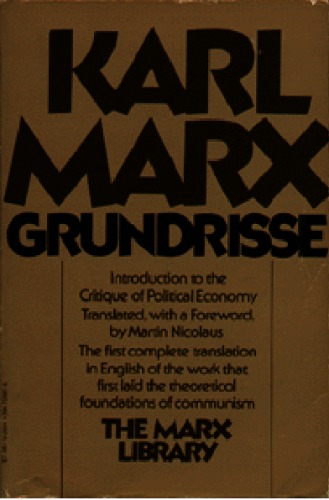 KARL
MARX
GRUNDRISSE
Introduction to the
Critique of Political Economy
Translated, with a Foreword,
by Martin Nicolaus
The first complete translation
in English of the work that
first laid the theoretical
foundations of communism
THE MARX
LIBRARY